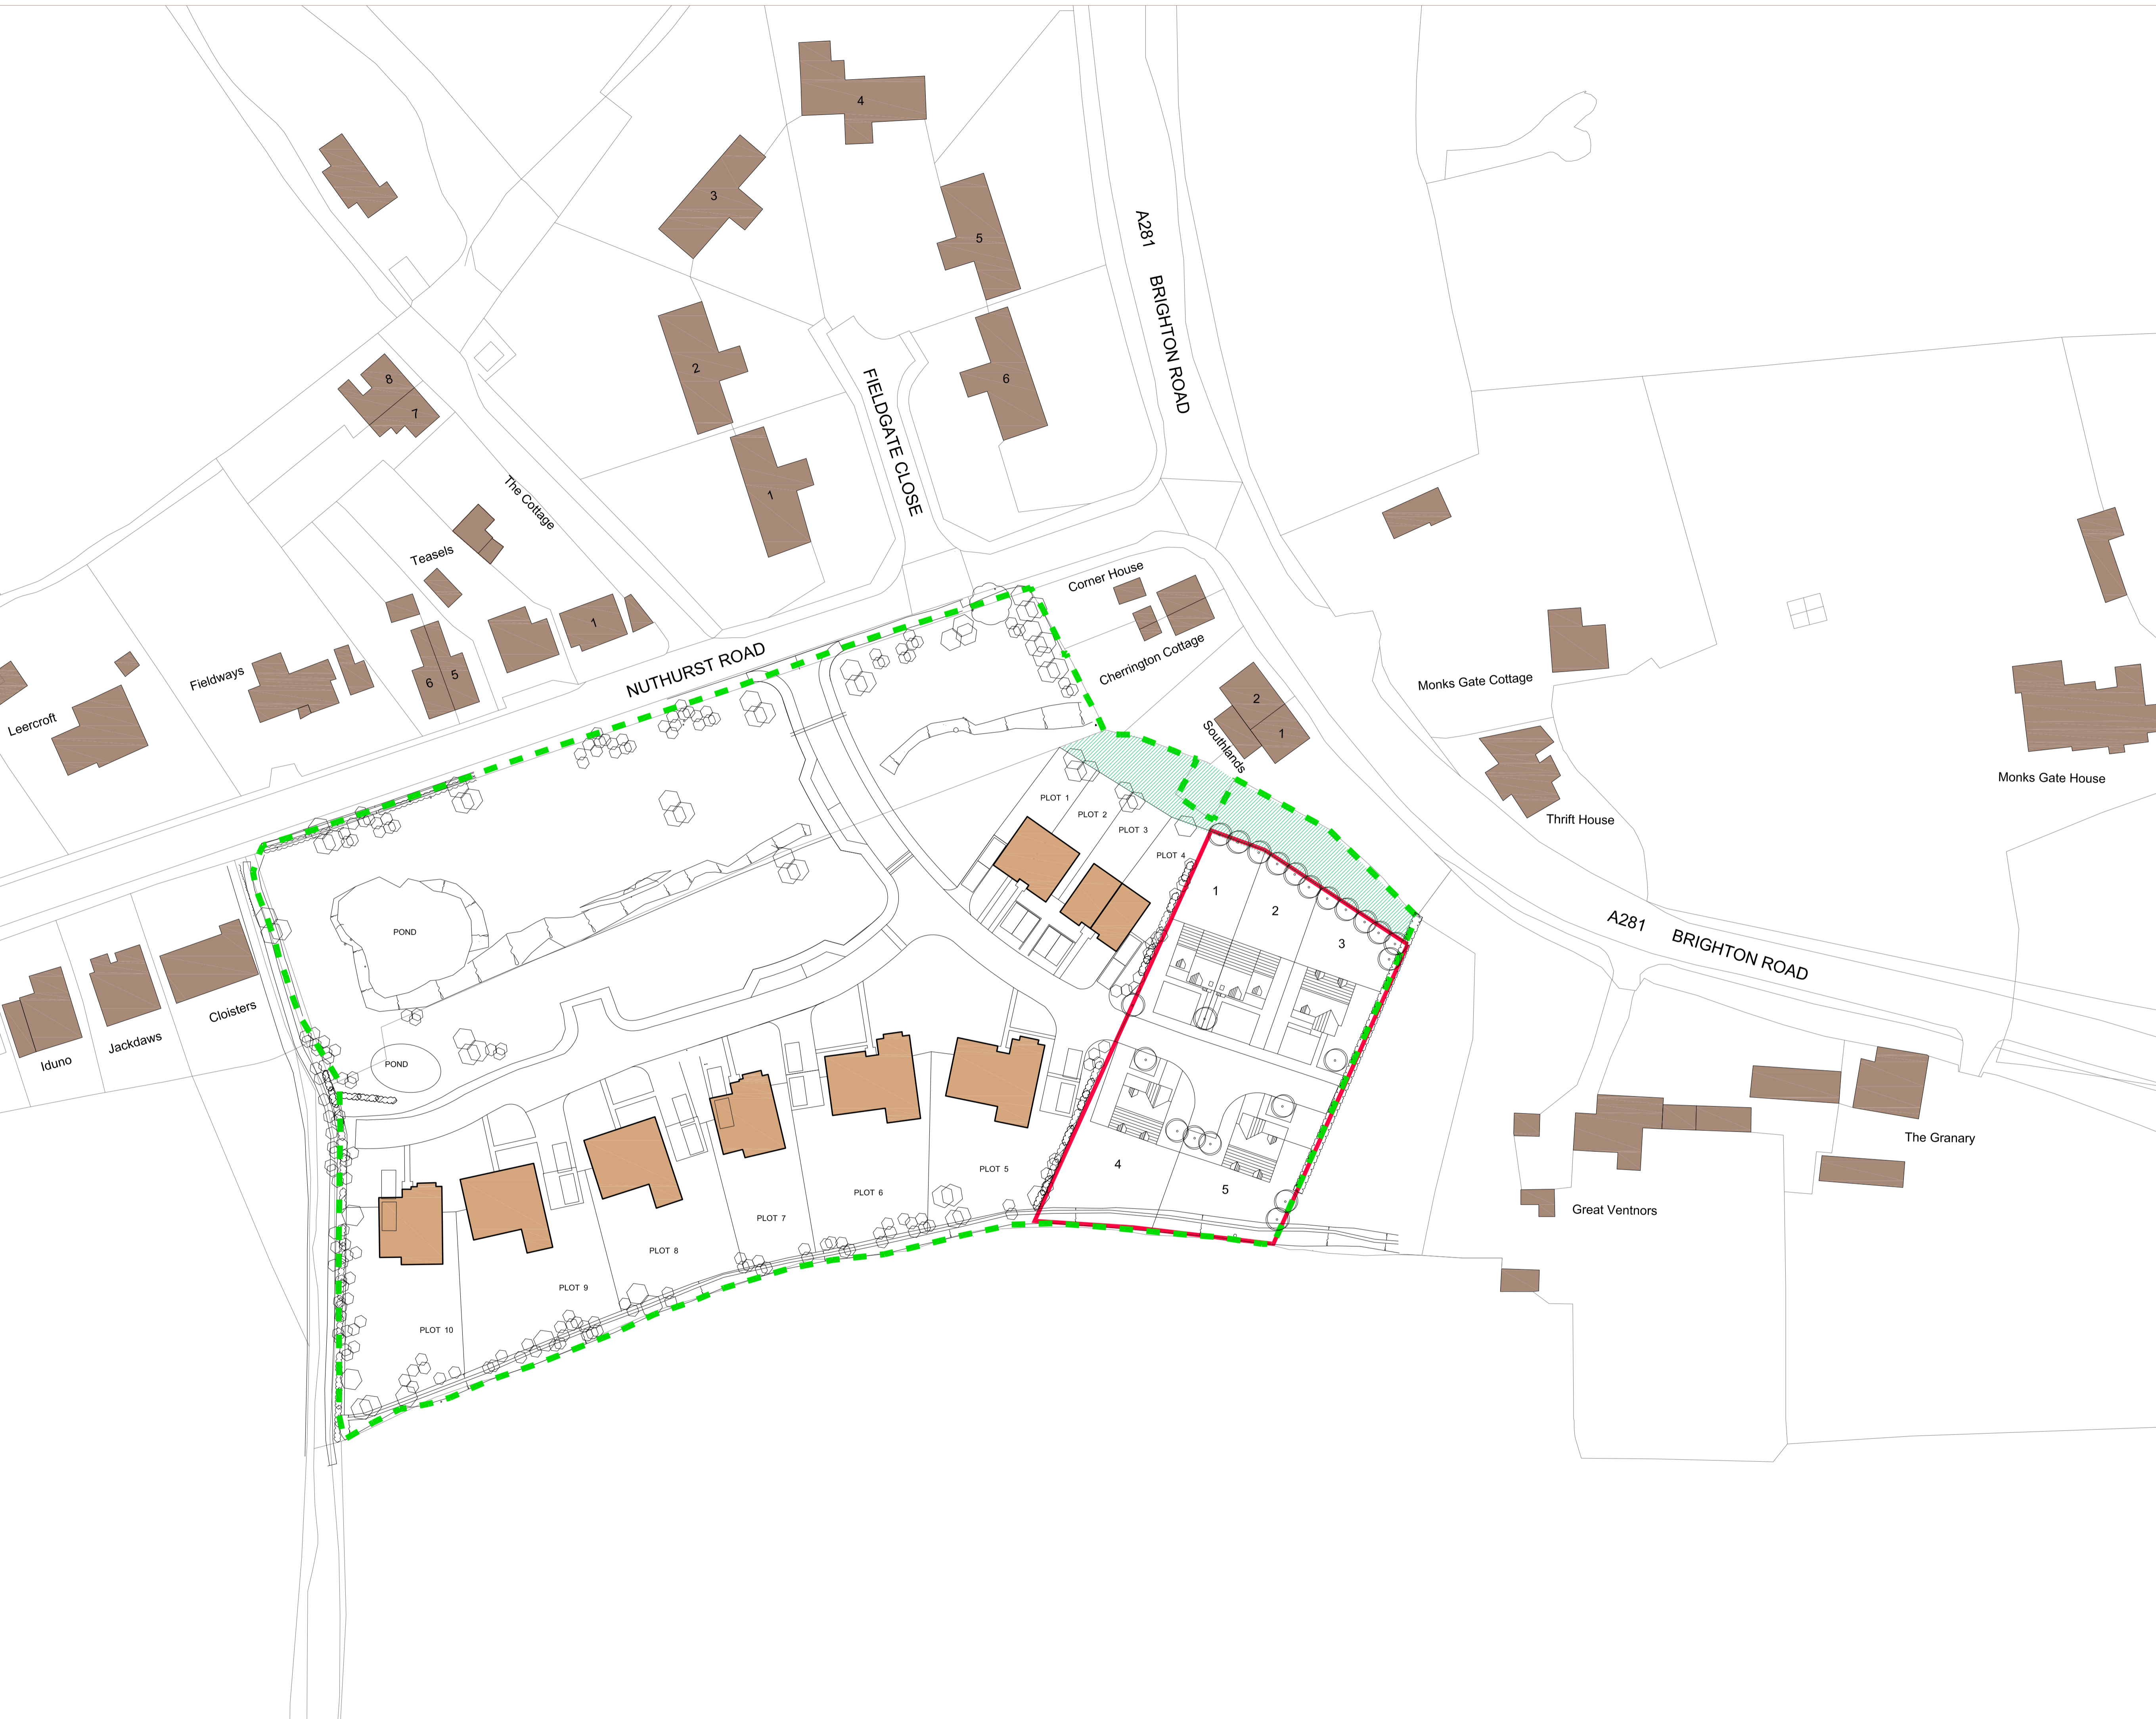 4
3
5
A281
BRIGHTON ROAD
2
6
8
7
FIELDGATE CLOSE
1
The Cottage
Teasels
Corner House
1
Cherrington Cottage
NUTHURST ROAD
Fieldways
6
5
Leercroft
Monks Gate Cottage
2
1
Southlands
Monks Gate House
Thrift House
PLOT 1
PLOT 2
PLOT 3
PLOT 4
1
2
3
POND
A281
BRIGHTON ROAD
Cloisters
Jackdaws
Iduno
POND
The Granary
Great Ventnors
4
5
PLOT 5
PLOT 6
PLOT 7
PLOT 8
PLOT 9
PLOT 10